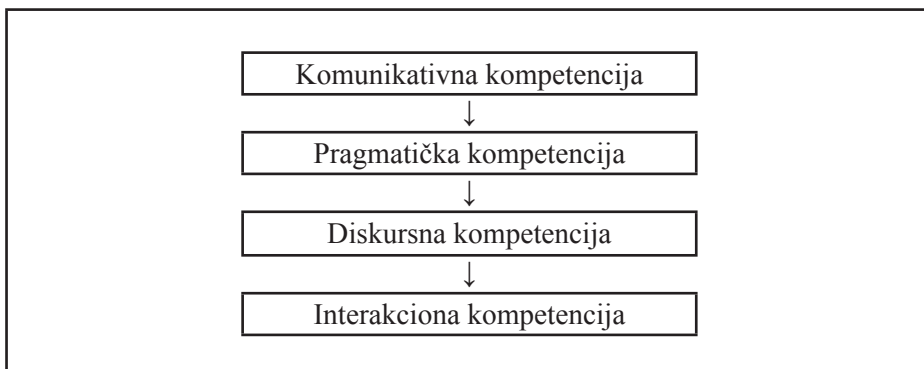 Komunikativna kompetencija
↓
Pragmatička kompetencija
↓
Diskursna kompetencija
↓
Interakciona kompetencija